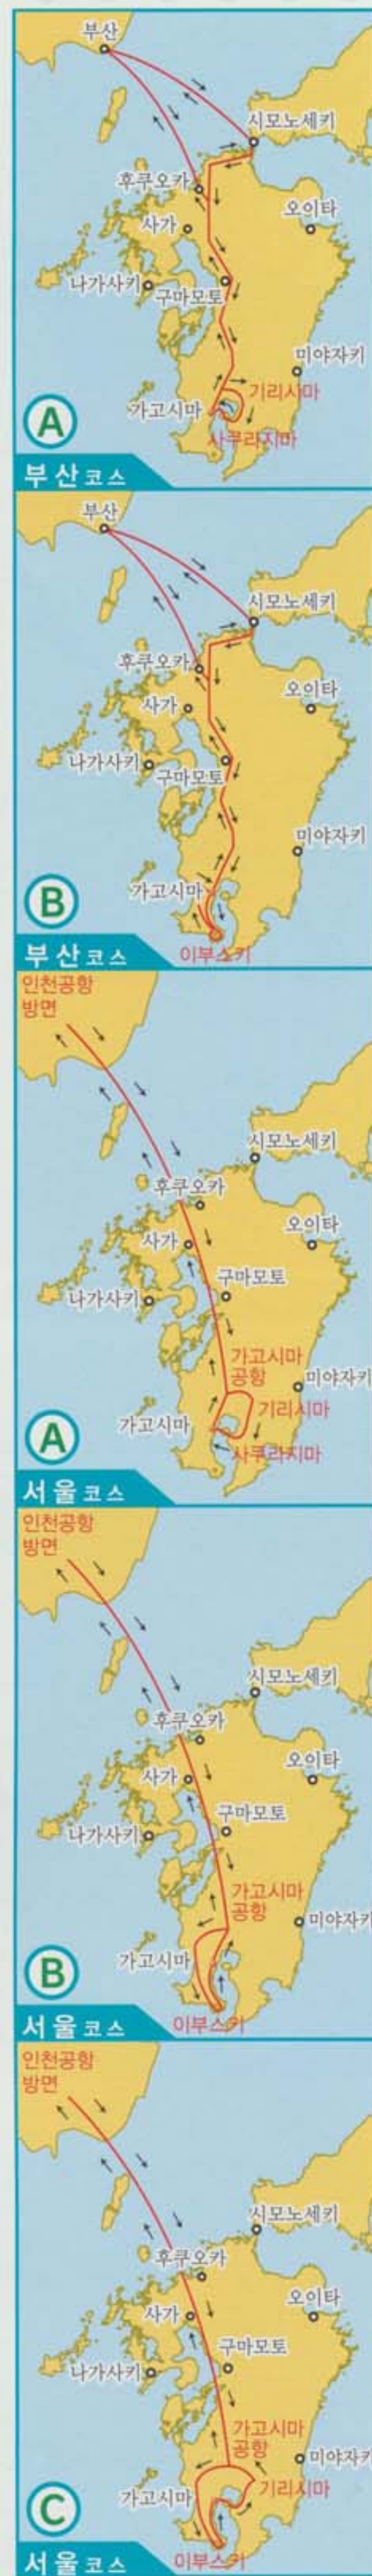 부산
시모노세키
후쿠오카
사가
오이타
나가사키
구마모토
미야자키
기리시마
가고시마
사쿠라지마
A
부산 코스
부산
시모노세키
후쿠오카
사가
오이타
나가사키
구마모토
미야자키
가고시마
B
이부스키
부산 코스
인천공항
방면
시모노세키
후쿠오카
사가
오이타
나가사키
구마모토
가고시마
공항
미야자키
기리시마
가고시마
사쿠라지마
A
서울 코스
인천공항
방면
시모노세키
후쿠오카
사가
오이타
나가사키
구마모토
가고시마
공항
미야자키
가고시마
B
이부스키
서울 코스
인천공항
방면
시모노세키
후쿠오카
사가
오이타
나가사키
구마모토
가고시마
공항
미야자키
기리시마
가고시마
C
이부스키
서울 코스